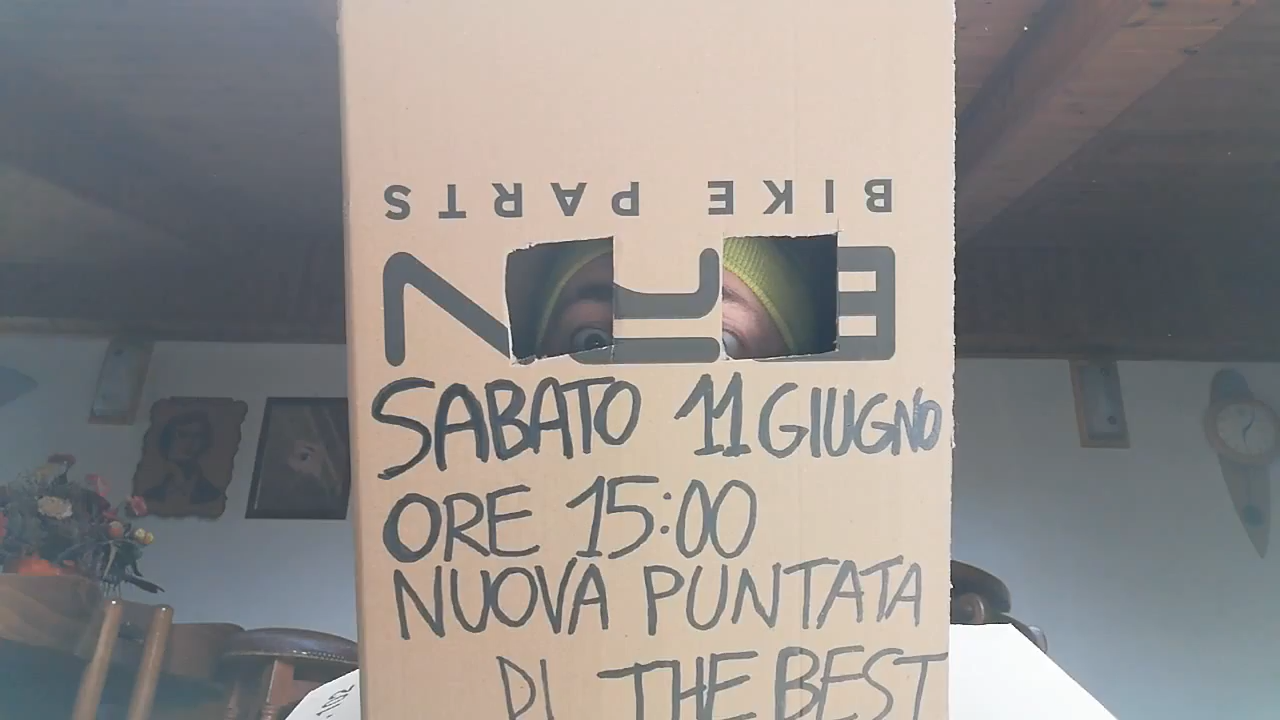 BIKE PARTS
SABATO 11 GIUGNO
ORE 15:00
NUOVA PUNTATA
DI THE BEST